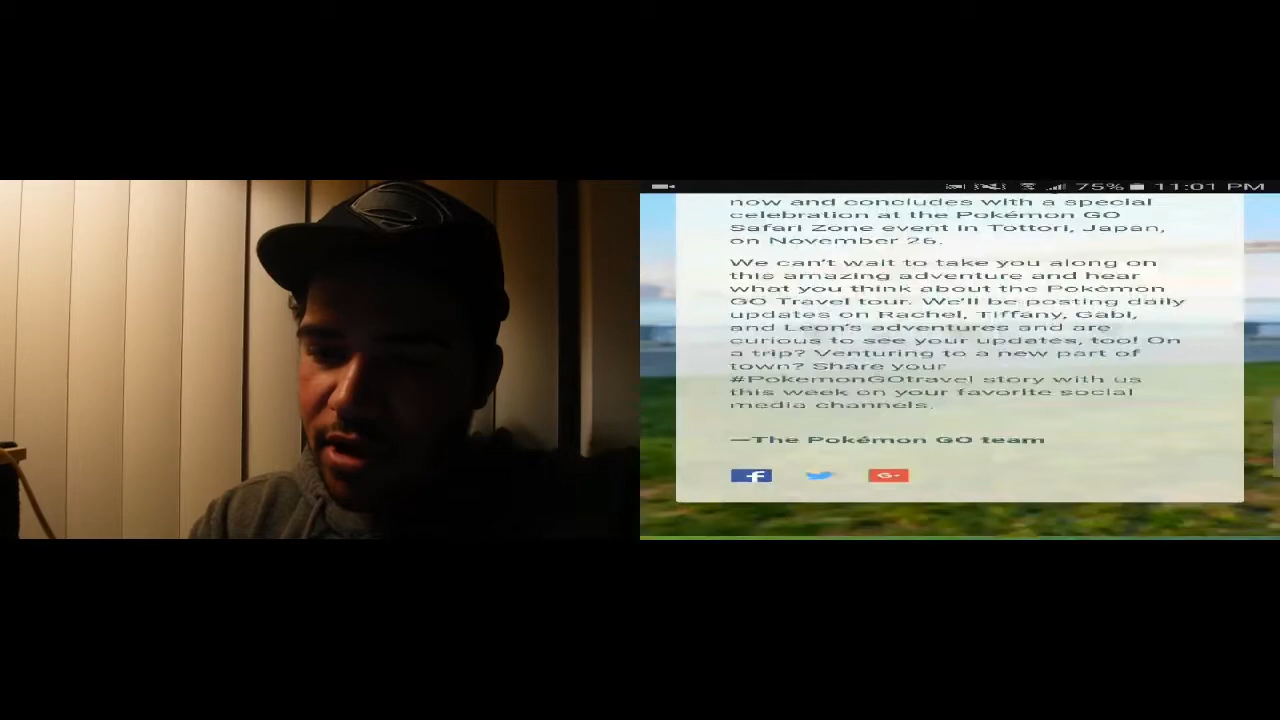 75% 11:01 PM
now and concludes with a special
celebration at the Pokémon GO
Safari Zone event in Tottori, Japan,
on November 26.
We can't wait to take you along on
this amazing adventure and hear
what you think about the Pokémon
GO Travel tour. We'll be posting daily
updates on Rachel, Tiffany, Gabi,
and Leon's adventures and are
curious to see your updates, too! On
a trip? Venturing to a new part of
town? Share your
#PokemonGOtravel story with us
this week on your favorite social
media channels.
—The Pokémon GO team
f G+